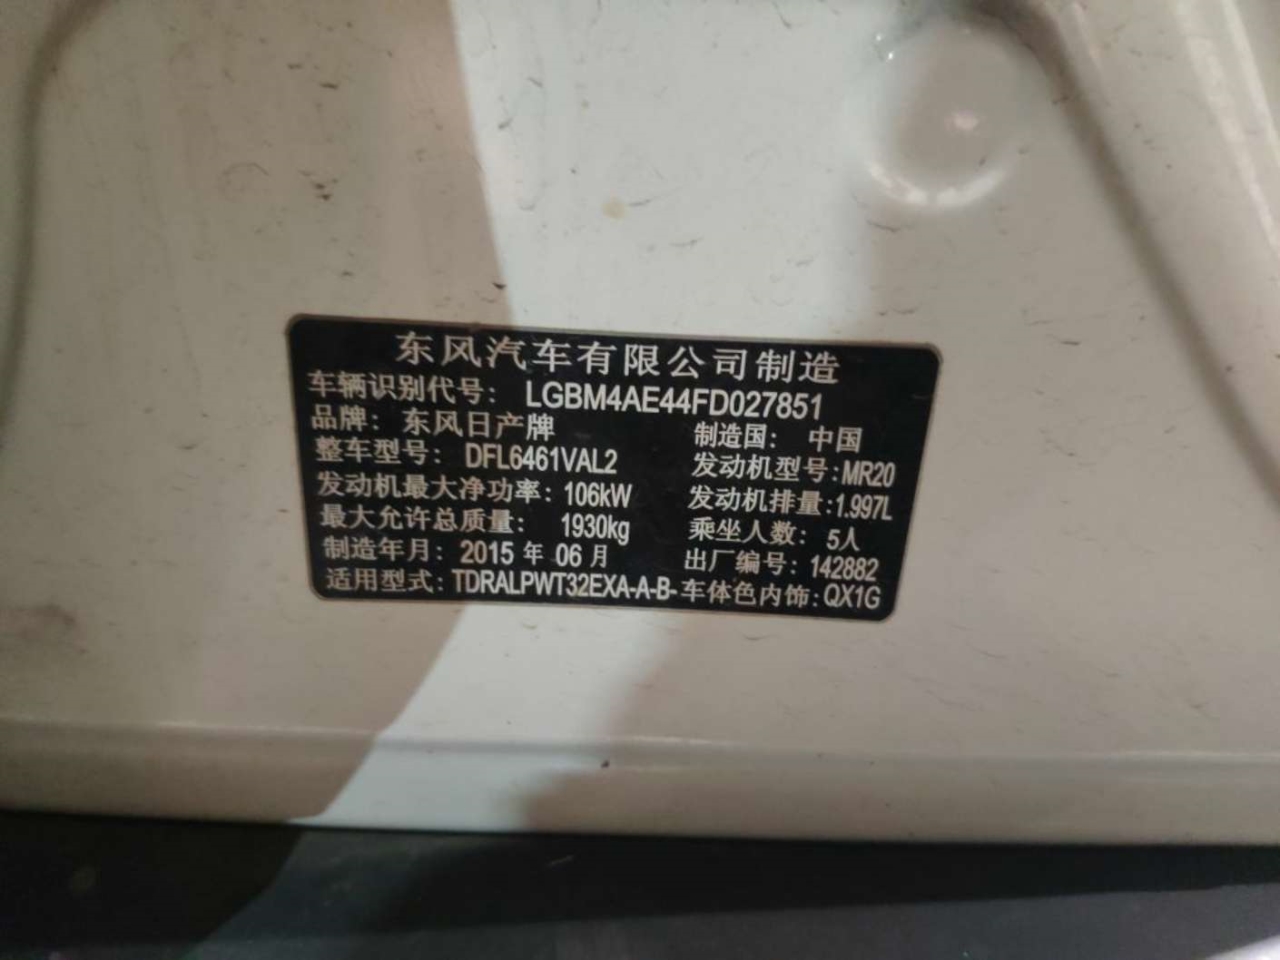 东风汽车有限公司制造
车辆识别代号: LGBM4AE44FD027851
品牌: 东风日产牌 制造国: 中国
整车型号: DFL6461VAL2 发动机型号:MR20
发动机最大净功率: 106kW 发动机排量:1.997L
最大允许总质量: 1930kg 乘坐人数: 5人
制造年月: 2015 年 06 月 出厂编号: 142882
适用型式: TDRALPWT32EXA-A-B- 车体色内饰:QX1G